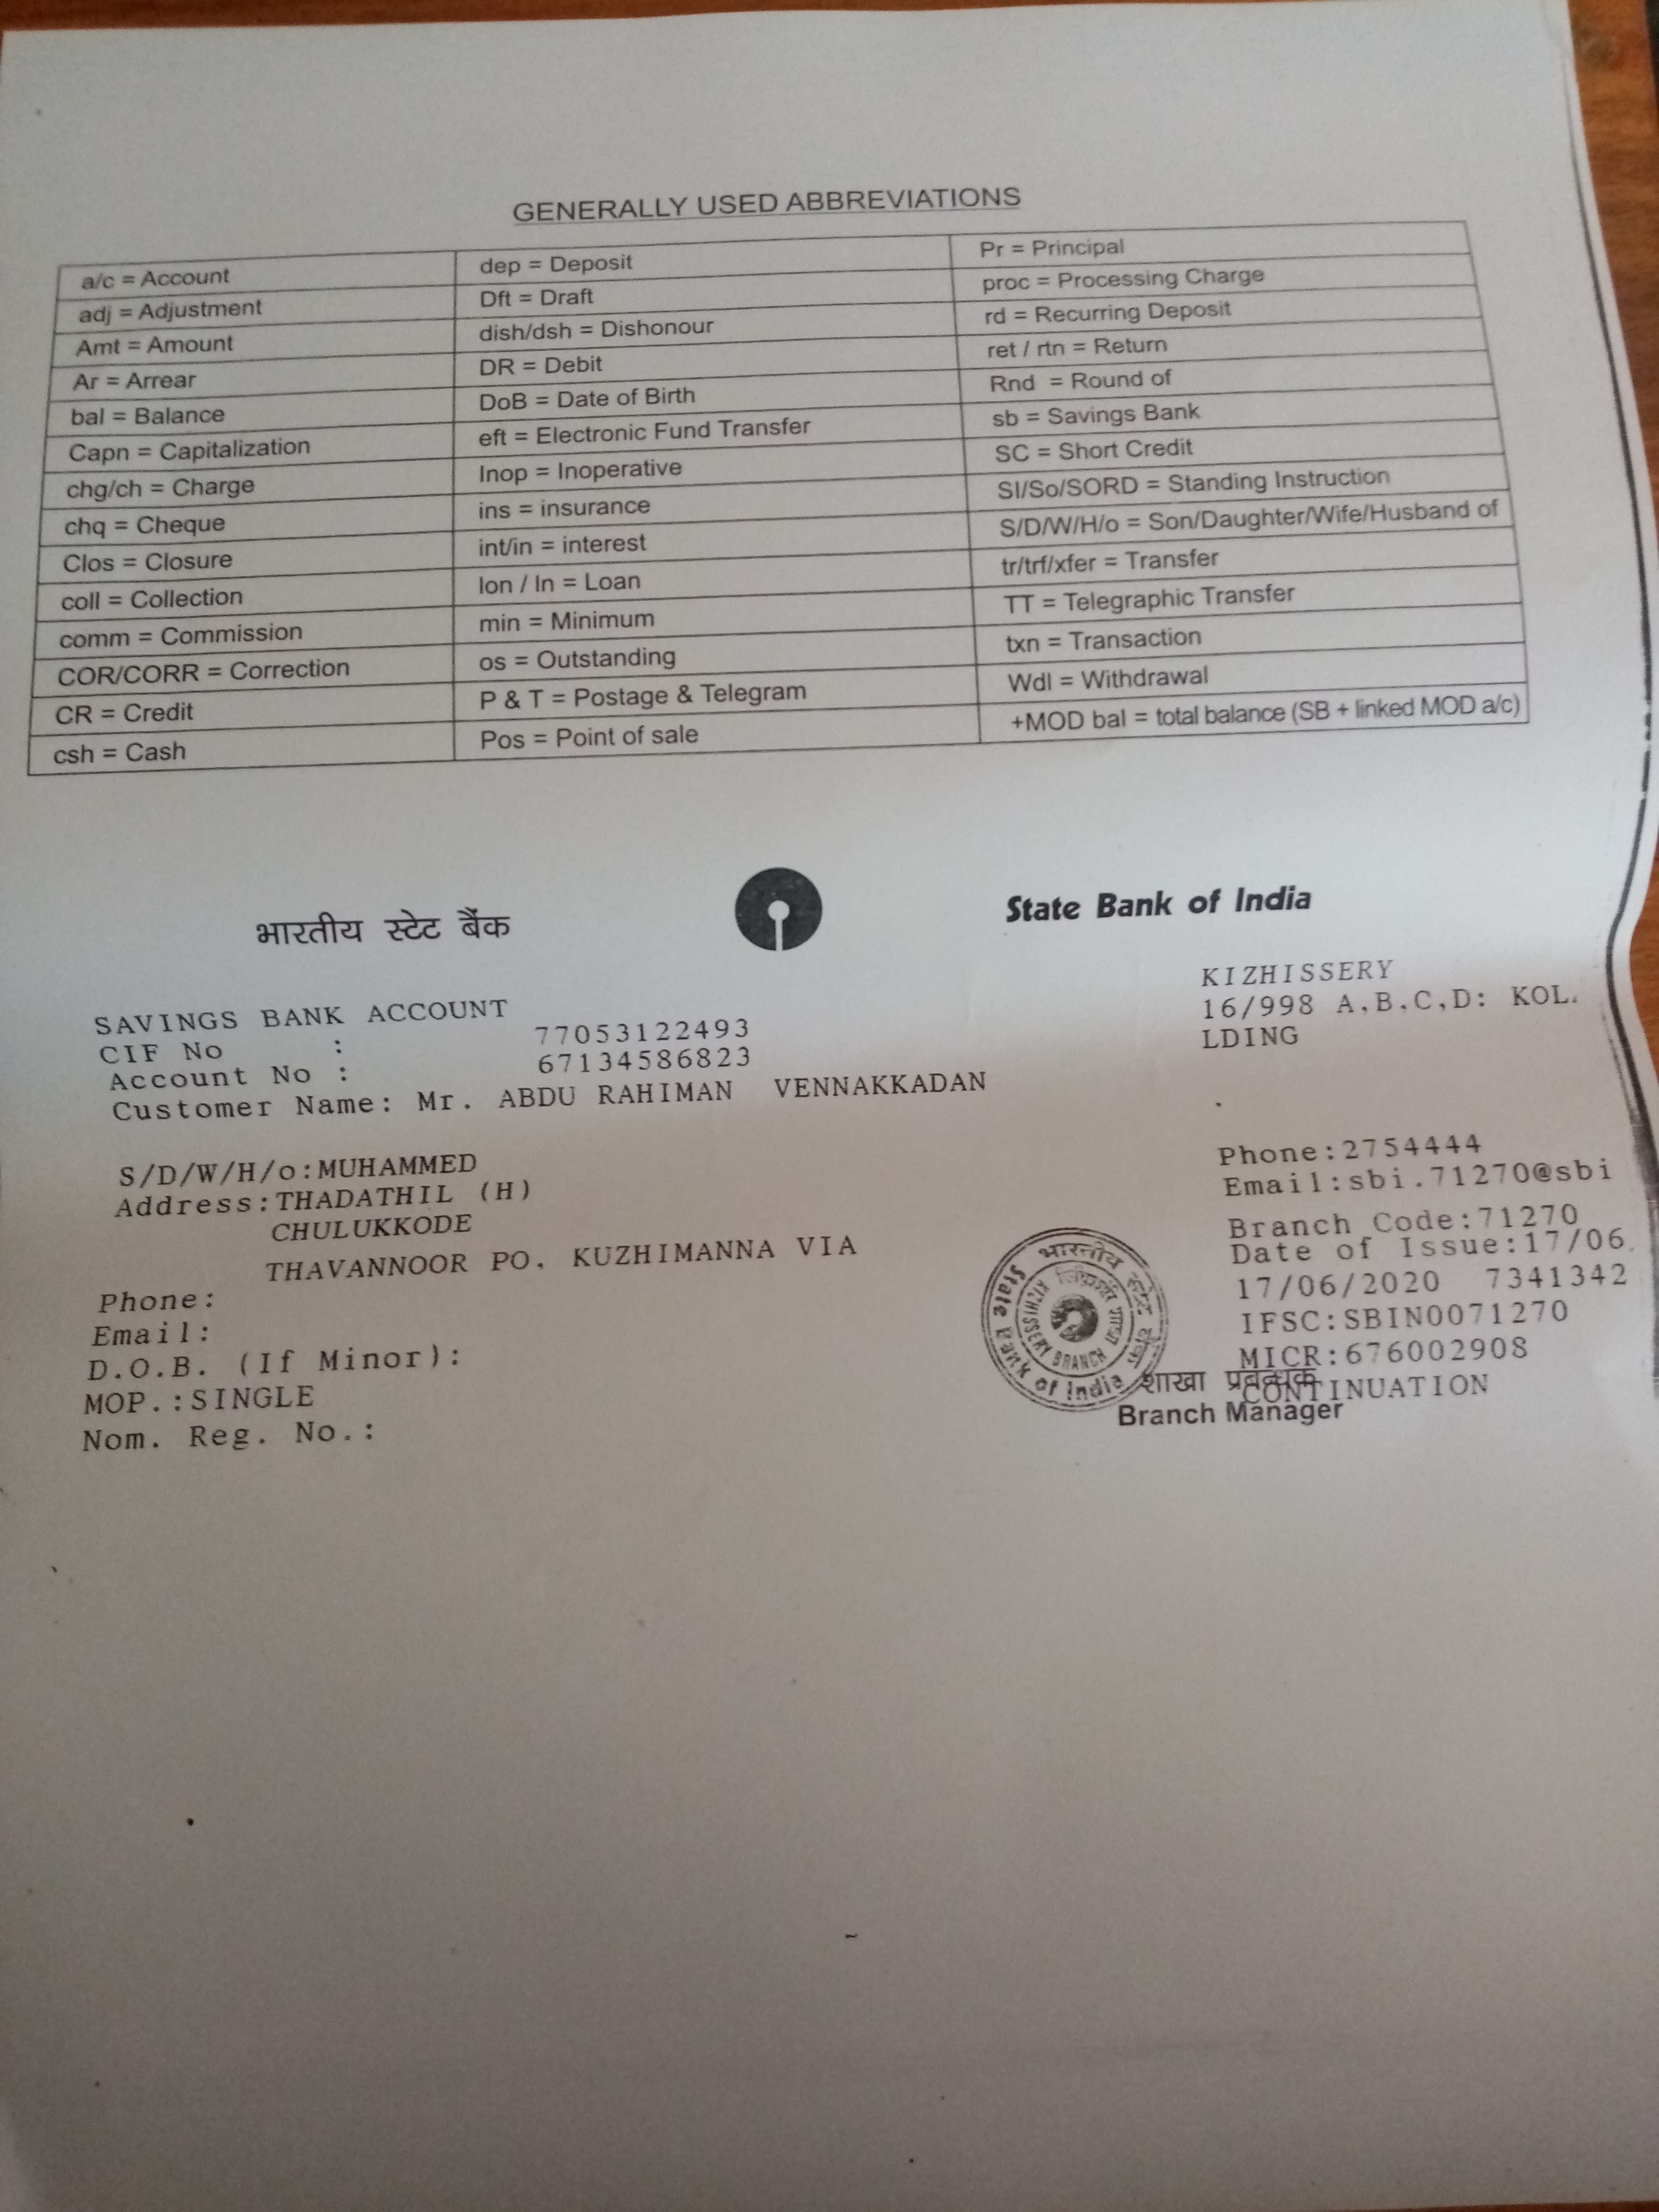 GENERALLY USED ABBREVIATIONS
a/c = Account
adj = Adjustment
Amt = Amount
Ar = Arrear
bal = Balance
Capn = Capitalization
chg/ch = Charge
chq = Cheque
Clos = Closure
coll = Collection
comm = Commission
COR/CORR = Correction
CR = Credit
csh = Cash
dep = Deposit
Dft = Draft
dish/dsh = Dishonour
DR = Debit
DoB = Date of Birth
eft = Electronic Fund Transfer
Inop = Inoperative
ins = insurance
int/in = interest
lon / ln = Loan
min = Minimum
os = Outstanding
P & T = Postage & Telegram
Pos = Point of sale
Pr = Principal
proc = Processing Charge
rd = Recurring Deposit
ret / rtn = Return
Rnd = Round of
sb = Savings Bank
SC = Short Credit
SI/So/SORD = Standing Instruction
S/D/W/H/o = Son/Daughter/Wife/Husband of
tr/trf/xfer = Transfer
TT = Telegraphic Transfer
txn = Transaction
Wdl = Withdrawal
+MOD bal = total balance (SB + linked MOD a/c)
भारतीय स्टेट बैंक
State Bank of India
SAVINGS BANK ACCOUNT
CIF No : 77053122493
Account No : 67134586823
Customer Name: Mr. ABDU RAHIMAN VENNAKKADAN
S/D/W/H/o:MUHAMMED
Address:THADATHIL (H)
CHULUKKODE
THAVANNOOR PO, KUZHIMANNA VIA
Phone:
Email:
D.O.B. (If Minor):
MOP.:SINGLE
Nom. Reg. No.:
KIZHISSERY
16/998 A,B,C,D: KOL.
LDING
Phone:2754444
Email:sbi.71270@sbi
Branch Code:71270
Date of Issue:17/06
17/06/2020 7341342
IFSC:SBIN0071270
MICR:676002908
CONTINUATION
शाखा प्रबन्धक
Branch Manager
भारतीय स्टेट बैंक
State Bank of India
KIZHISSERY BRANCH